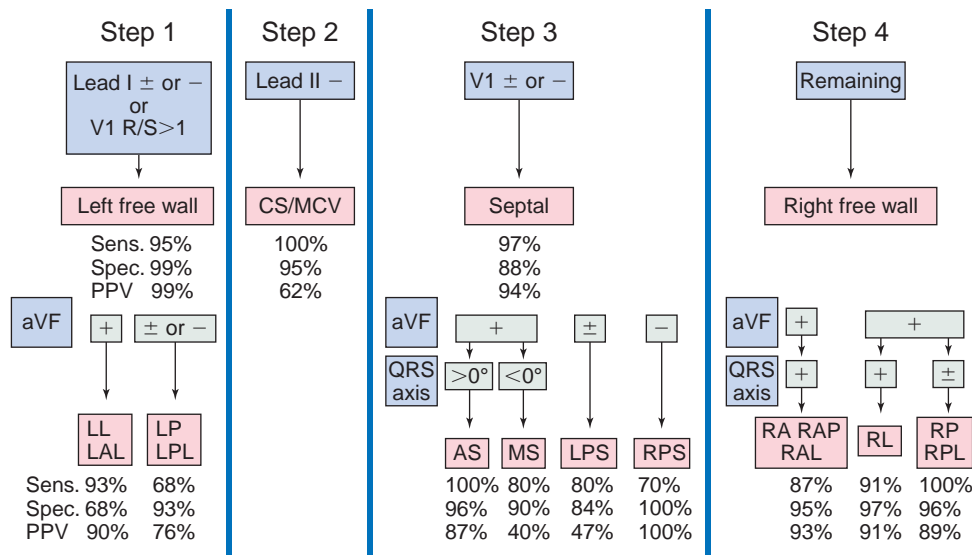 Step 1
Lead I ± or −
or
V1 R/S>1
Left free wall
Sens. 95%
Spec. 99%
PPV 99%
aVF
+
± or −
LL
LAL
LP
LPL
Sens. 93% 68%
Spec. 68% 93%
PPV 90% 76%
Step 2
Lead II −
CS/MCV
100%
95%
62%
Step 3
V1 ± or −
Septal
97%
88%
94%
aVF
+
±
−
QRS
axis
>0°
<0°
AS
MS
LPS
RPS
100% 80% 80% 70%
96% 90% 84% 100%
87% 40% 47% 100%
Step 4
Remaining
Right free wall
aVF
+
+
QRS
axis
+
+
±
RA RAP
RAL
RL
RP
RPL
87% 91% 100%
95% 97% 96%
93% 91% 89%